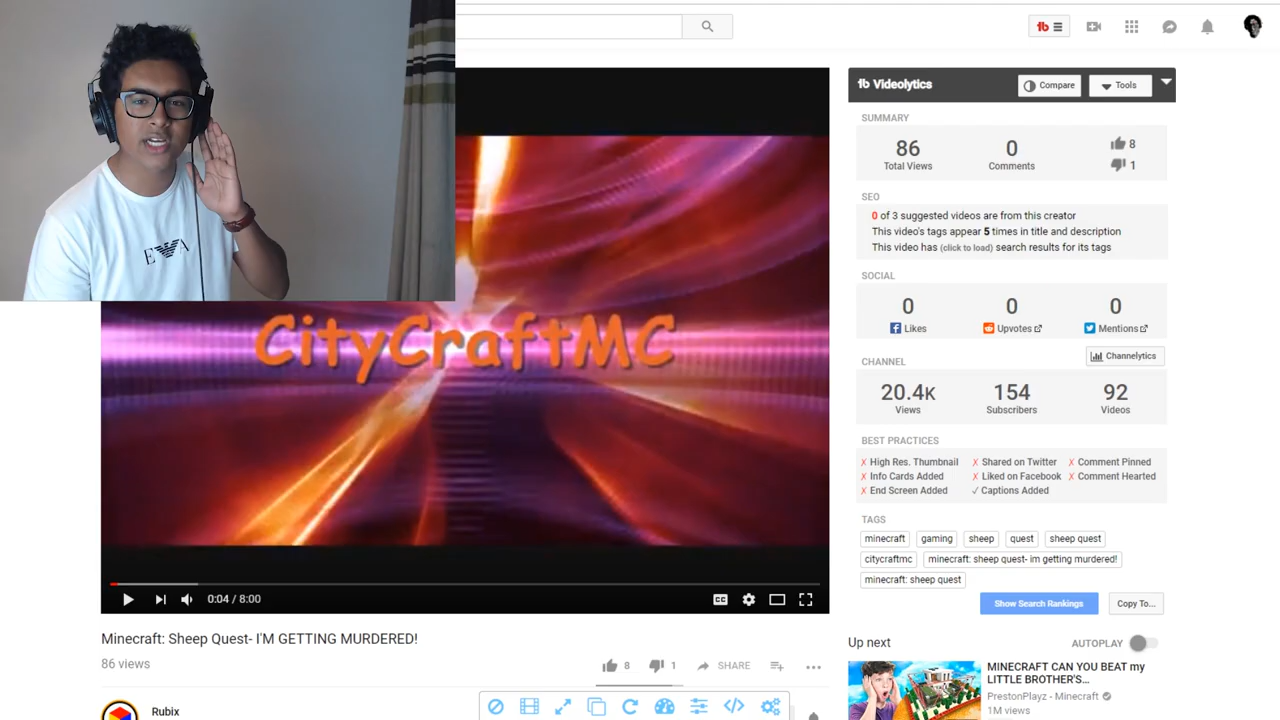 E A
CityCraftMC
0:04 / 8:00
CC
Minecraft: Sheep Quest- I'M GETTING MURDERED!
86 views
8
1
SHARE
Rubix
tb
tb Videolytics
Compare
Tools
SUMMARY
86
Total Views
0
Comments
8
1
SEO
0 of 3 suggested videos are from this creator
This video's tags appear 5 times in title and description
This video has (click to load) search results for its tags
SOCIAL
0
Likes
0
Upvotes
0
Mentions
CHANNEL
Channelytics
20.4K
Views
154
Subscribers
92
Videos
BEST PRACTICES
X High Res. Thumbnail X Shared on Twitter X Comment Pinned
X Info Cards Added X Liked on Facebook X Comment Hearted
X End Screen Added ✓ Captions Added
TAGS
minecraft gaming sheep quest sheep quest
citycraftmc minecraft: sheep quest- im getting murdered!
minecraft: sheep quest
Show Search Rankings
Copy To...
Up next
AUTOPLAY
MINECRAFT CAN YOU BEAT my
LITTLE BROTHER'S...
PrestonPlayz - Minecraft
1M views